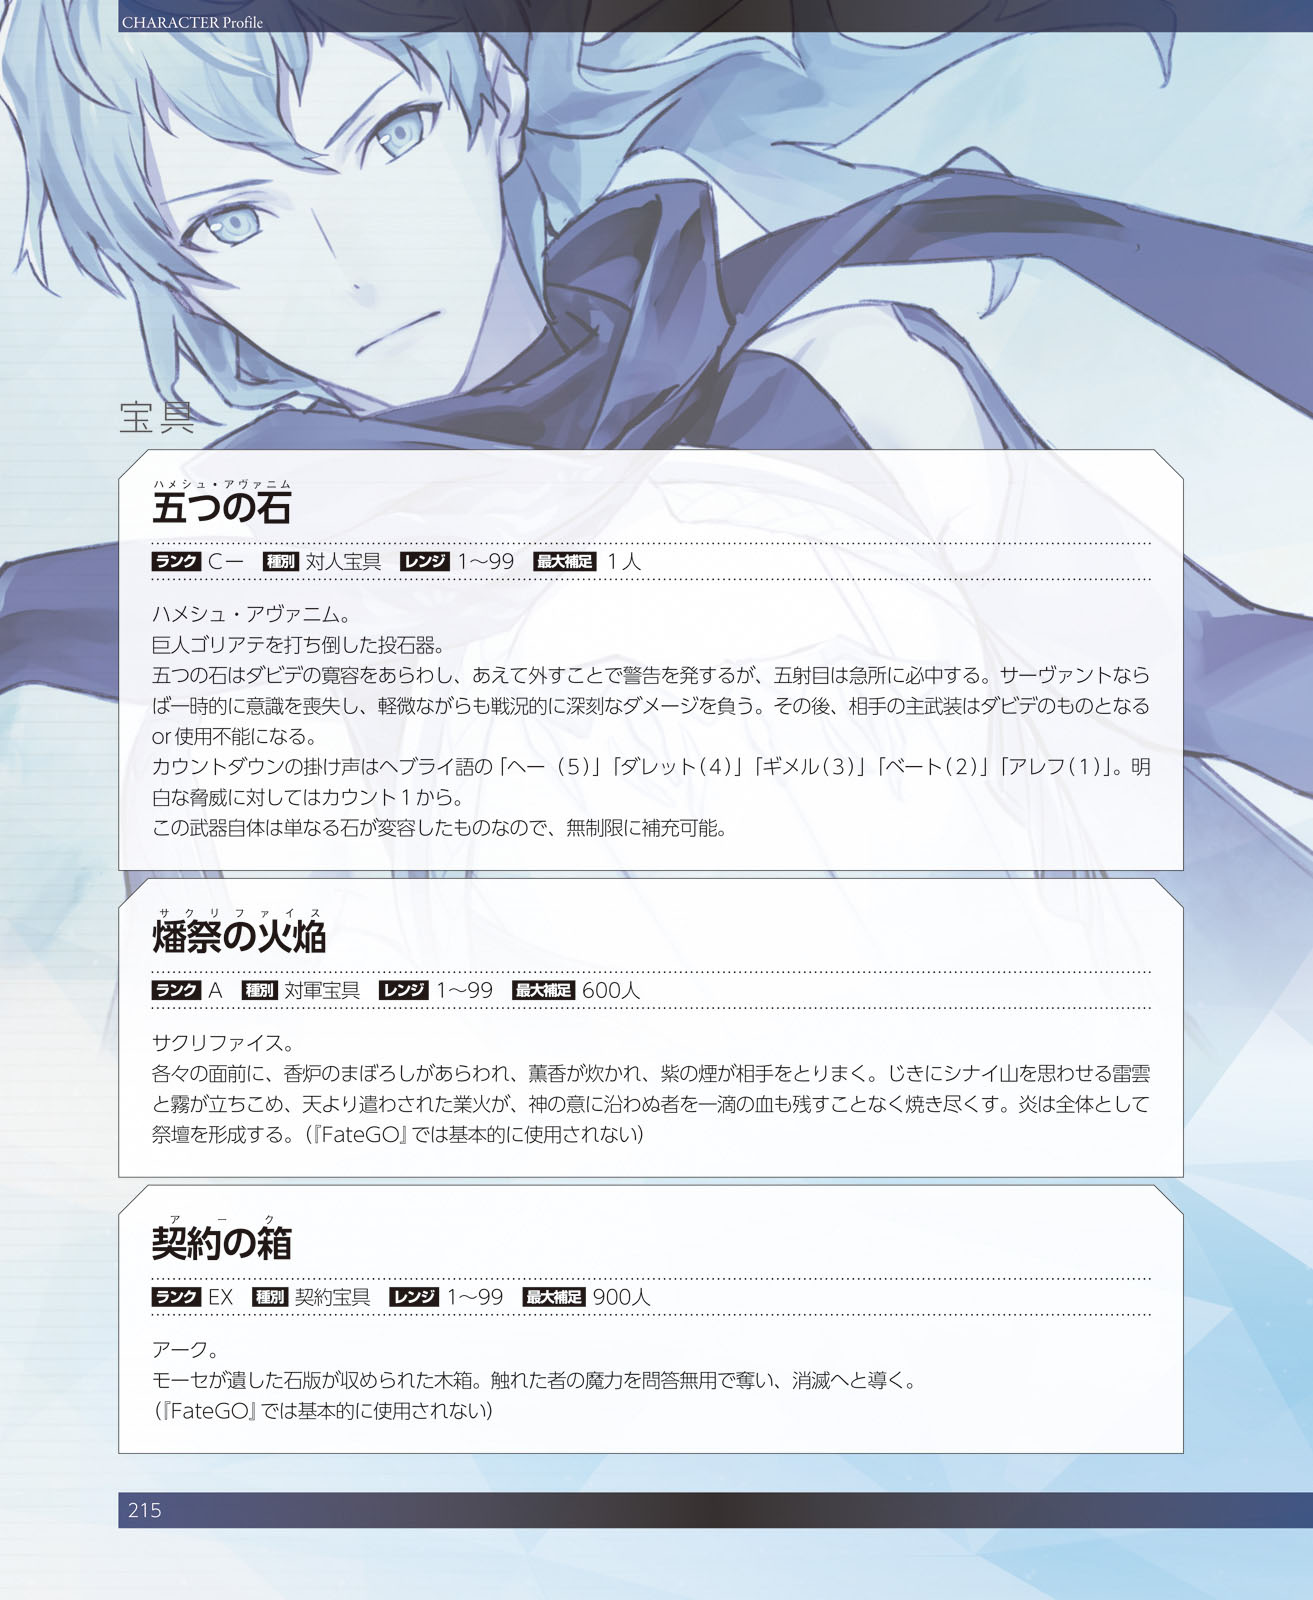 CHARACTER Profile
宝具
ハメシュ・アヴァニム
五つの石
ランク C－ 種別 対人宝具 レンジ 1～99 最大補足 1人
ハメシュ・アヴァニム。
巨人ゴリアテを打ち倒した投石器。
五つの石はダビデの寛容をあらわし、あえて外すことで警告を発するが、五射目は急所に必中する。サーヴァントなら
ば一時的に意識を喪失し、軽微ながらも戦況的に深刻なダメージを負う。その後、相手の主武装はダビデのものとなる
or使用不能になる。
カウントダウンの掛け声はヘブライ語の「ヘー（5）」「ダレット（4）」「ギメル（3）」「ベート（2）」「アレフ（1）」。明
白な脅威に対してはカウント1から。
この武器自体は単なる石が変容したものなので、無制限に補充可能。
サクリファイス
燔祭の火焔
ランク A 種別 対軍宝具 レンジ 1～99 最大補足 600人
サクリファイス。
各々の面前に、香炉のまぼろしがあらわれ、薫香が炊かれ、紫の煙が相手をとりまく。じきにシナイ山を思わせる雷雲
と霧が立ちこめ、天より遣わされた業火が、神の意に沿わぬ者を一滴の血も残すことなく焼き尽くす。炎は全体として
祭壇を形成する。（『FateGO』では基本的に使用されない）
アーク
契約の箱
ランク EX 種別 契約宝具 レンジ 1～99 最大補足 900人
アーク。
モーセが遺した石版が収められた木箱。触れた者の魔力を問答無用で奪い、消滅へと導く。
（『FateGO』では基本的に使用されない）
215